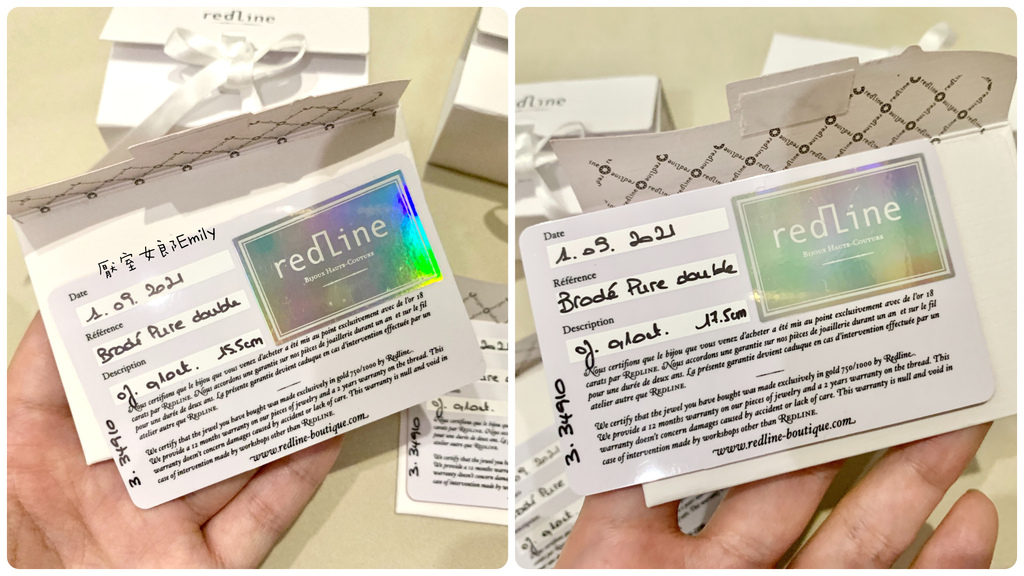 redline
厭室女郎Emily
Date
1. 09. 2021
Référence
Brodé Pure double
Description
15.5cm
redline
BIJOUX HAUTE-COUTURE
Nous certifions que le bijou que vous venez d'acheter a été mis au point exclusivement avec de l'or 18
carats par REDLINE. Nous accordons une garantie sur nos pièces de joaillerie durant un an et sur le fil
pour une durée de deux ans. La présente garantie devient caduque en cas d'intervention effectuée par un
atelier autre que REDLINE.
We certify that the jewel you have bought was made exclusively in gold 750/1000 by Redline.
We provide a 12 months warranty on our pieces of jewelry and a 2 years warranty on the thread. This
warranty doesn't concern damages caused by accident or lack of care. This warranty is null and void in
case of intervention made by workshops other than REDLINE.
www.redline-boutique.com
3. 34910
redline
Date
1. 09. 2021
Référence
Brodé Pure double
Description
17.5cm
redline
BIJOUX HAUTE-COUTURE
Nous certifions que le bijou que vous venez d'acheter a été mis au point exclusivement avec de l'or 18
carats par REDLINE. Nous accordons une garantie sur nos pièces de joaillerie durant un an et sur le fil
pour une durée de deux ans. La présente garantie devient caduque en cas d'intervention effectuée par un
atelier autre que REDLINE.
We certify that the jewel you have bought was made exclusively in gold 750/1000 by Redline.
We provide a 12 months warranty on our pieces of jewelry and a 2 years warranty on the thread. This
warranty doesn't concern damages caused by accident or lack of care. This warranty is null and void in
case of intervention made by workshops other than REDLINE.
www.redline-boutique.com
3. 34910